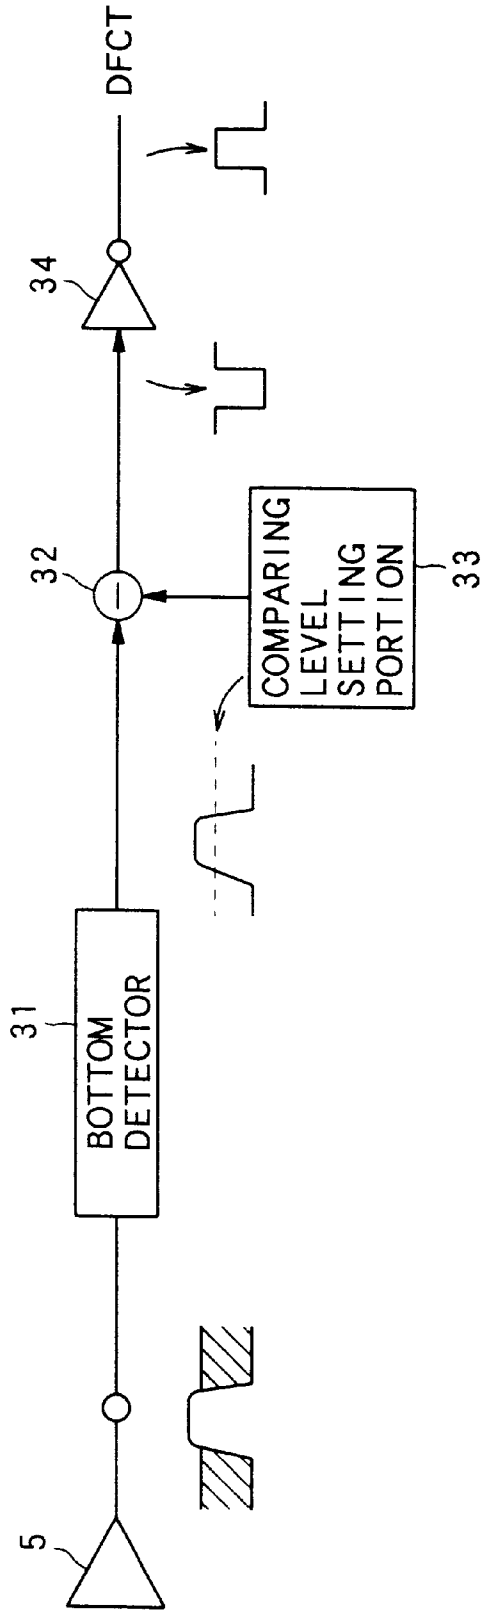 5
31
BOTTOM
DETECTOR
32
—
COMPARING
LEVEL
SETTING
PORTION
33
34
DFCT